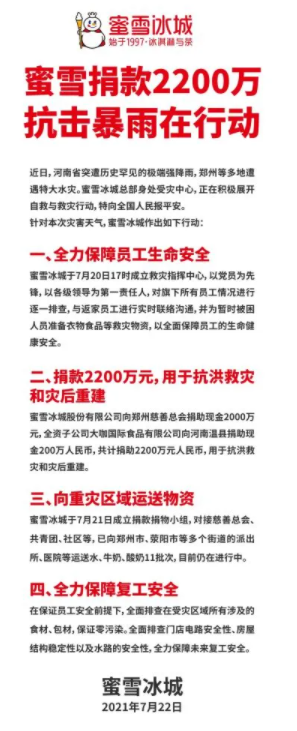 蜜雪冰城
始于1997·冰淇淋与茶
蜜雪捐款2200万
抗击暴雨在行动
近日,河南省突遭历史罕见的极端强降雨,郑州等多地遭
遇特大水灾。蜜雪冰城总部身处受灾中心,正在积极展开
自救与救灾行动,特向全国人民报平安。
针对本次灾害天气,蜜雪冰城作出如下行动:
一、全力保障员工生命安全
蜜雪冰城于7月20日17时成立救灾指挥中心,以党员为先
锋,以各级领导为第一责任人,对旗下所有员工情况进行
逐一排查,与返家员工进行实时联络沟通,并为暂时被困
人员准备衣物食品等救灾物资,以全面保障员工的生命健
康安全。
二、捐款2200万元,用于抗洪救灾
和灾后重建
蜜雪冰城股份有限公司向郑州慈善总会捐助现金2000万
元,全资子公司大咖国际食品有限公司向河南温县捐助现
金200万人民币,共计捐助2200万元人民币,用于抗洪救
灾和灾后重建。
三、向重灾区域运送物资
蜜雪冰城于7月21日成立捐款捐物小组,对接慈善总会、
共青团、社区等,已向郑州市、荥阳市等多个街道的派出
所、医院等运送水、牛奶、酸奶11批次,目前仍在进行中。
四、全力保障复工安全
在保证员工安全前提下,全面排查在受灾区域所有涉及的
食材、包材,保证零污染。全面排查门店电路安全性、房屋
结构稳定性以及水路的安全性,全力保障未来复工安全。
蜜雪冰城
2021年7月22日